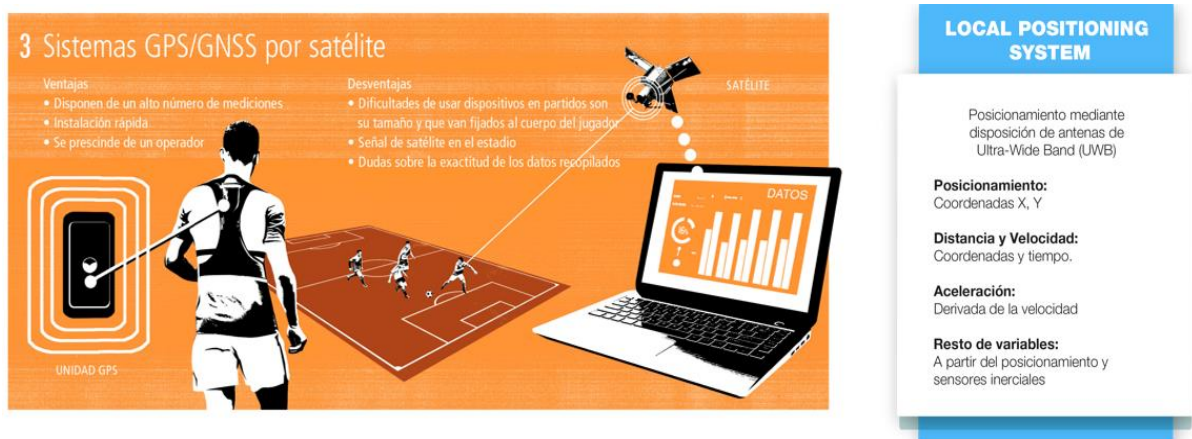 3 Sistemas GPS/GNSS por satélite
Ventajas
• Disponen de un alto número de mediciones
• Instalación rápida
• Se prescinde de un operador
Desventajas
• Dificultades de usar dispositivos en partidos son
su tamaño y que van fijados al cuerpo del jugador
• Señal de satélite en el estadio
• Dudas sobre la exactitud de los datos recopilados
SATÉLITE
DATOS
UNIDAD GPS
LOCAL POSITIONING
SYSTEM
Posicionamiento mediante
disposición de antenas de
Ultra-Wide Band (UWB)
Posicionamiento:
Coordenadas X, Y
Distancia y Velocidad:
Coordenadas y tiempo.
Aceleración:
Derivada de la velocidad
Resto de variables:
A partir del posicionamiento y
sensores inerciales